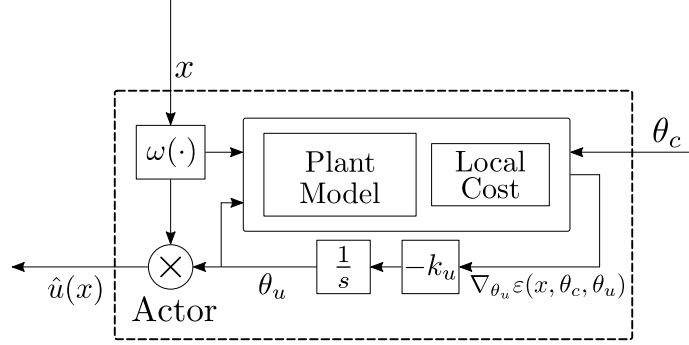 x
ω(·)
Plant
Model
Local
Cost
θ_c
û(x)
×
Actor
θ_u
1/s
−k_u
∇_{θ_u} ε(x, θ_c, θ_u)